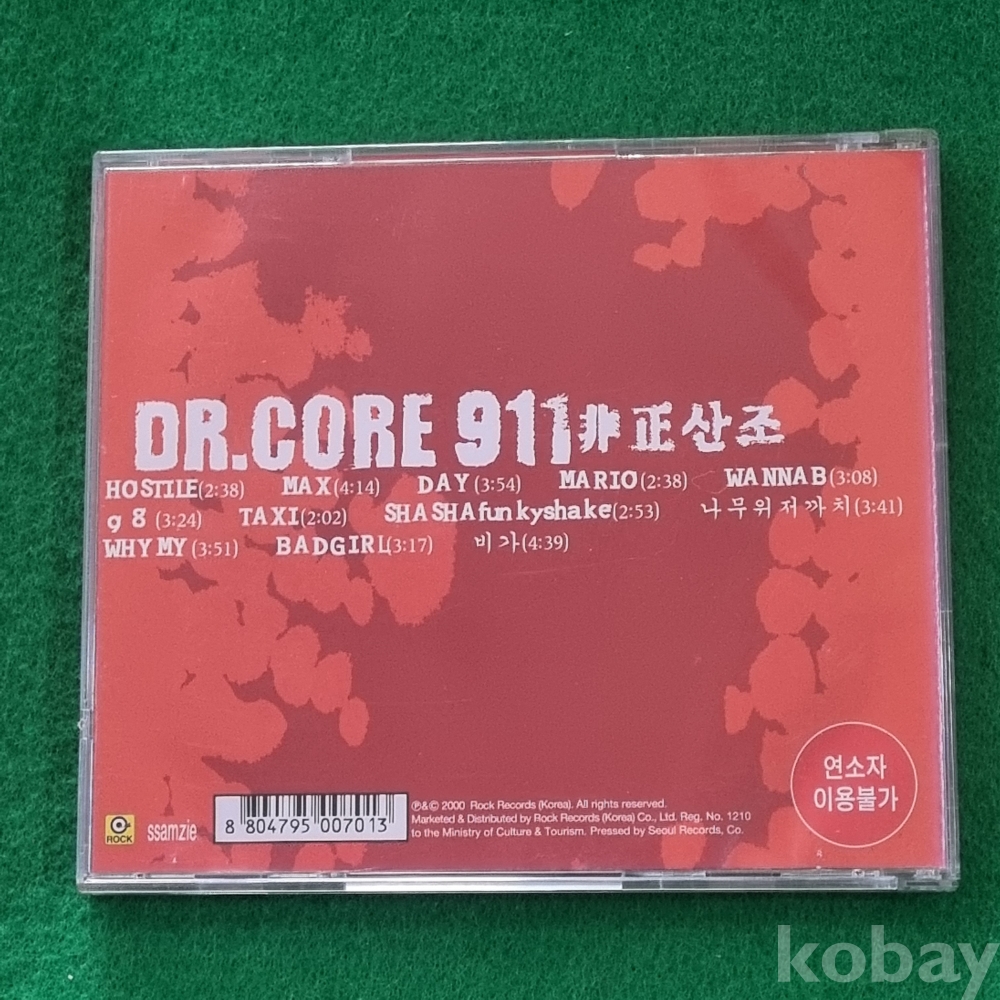 DR.CORE 911 非正산조
HOSTILE(2:38) MAX(4:14) DAY(3:54) MARIO(2:38) WANNAB(3:08)
g8(3:24) TAXI(2:02) SHASHAfunkyshake(2:53) 나무위저까치(3:41)
WHY MY(3:51) BADGIRL(3:17) 비가(4:39)
연소자
이용불가
ROCK
ssamzie
8 804795 007013
℗&© 2000 Rock Records (Korea). All rights reserved.
Marketed & Distributed by Rock Records (Korea) Co., Ltd. Reg. No. 1210
to the Ministry of Culture & Tourism. Pressed by Seoul Records, Co.
kobay